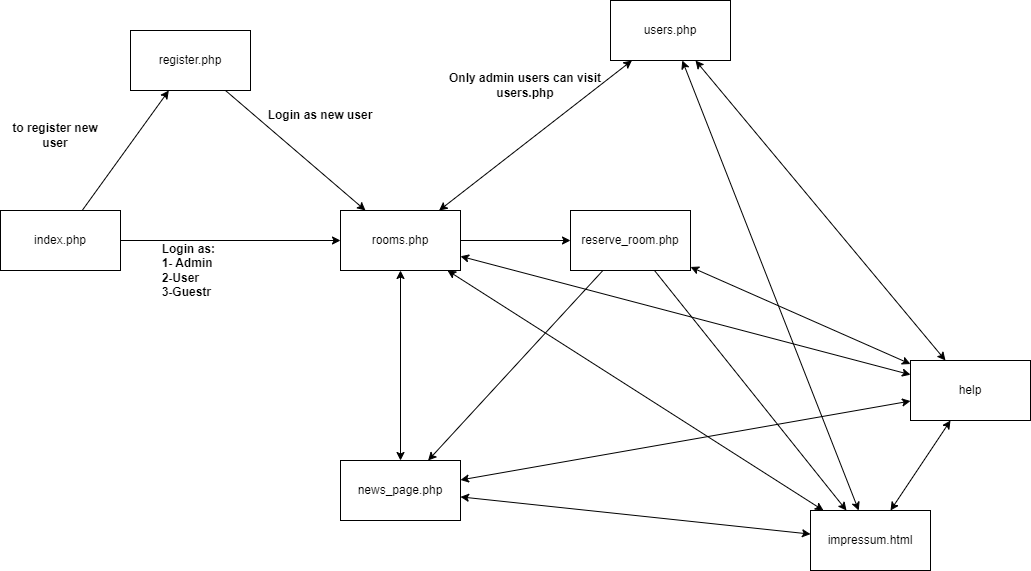 users.php
register.php
Only admin users can visit
users.php
Login as new user
to register new
user
index.php
rooms.php
reserve_room.php
Login as:
1- Admin
2-User
3-Guestr
help
news_page.php
impressum.html